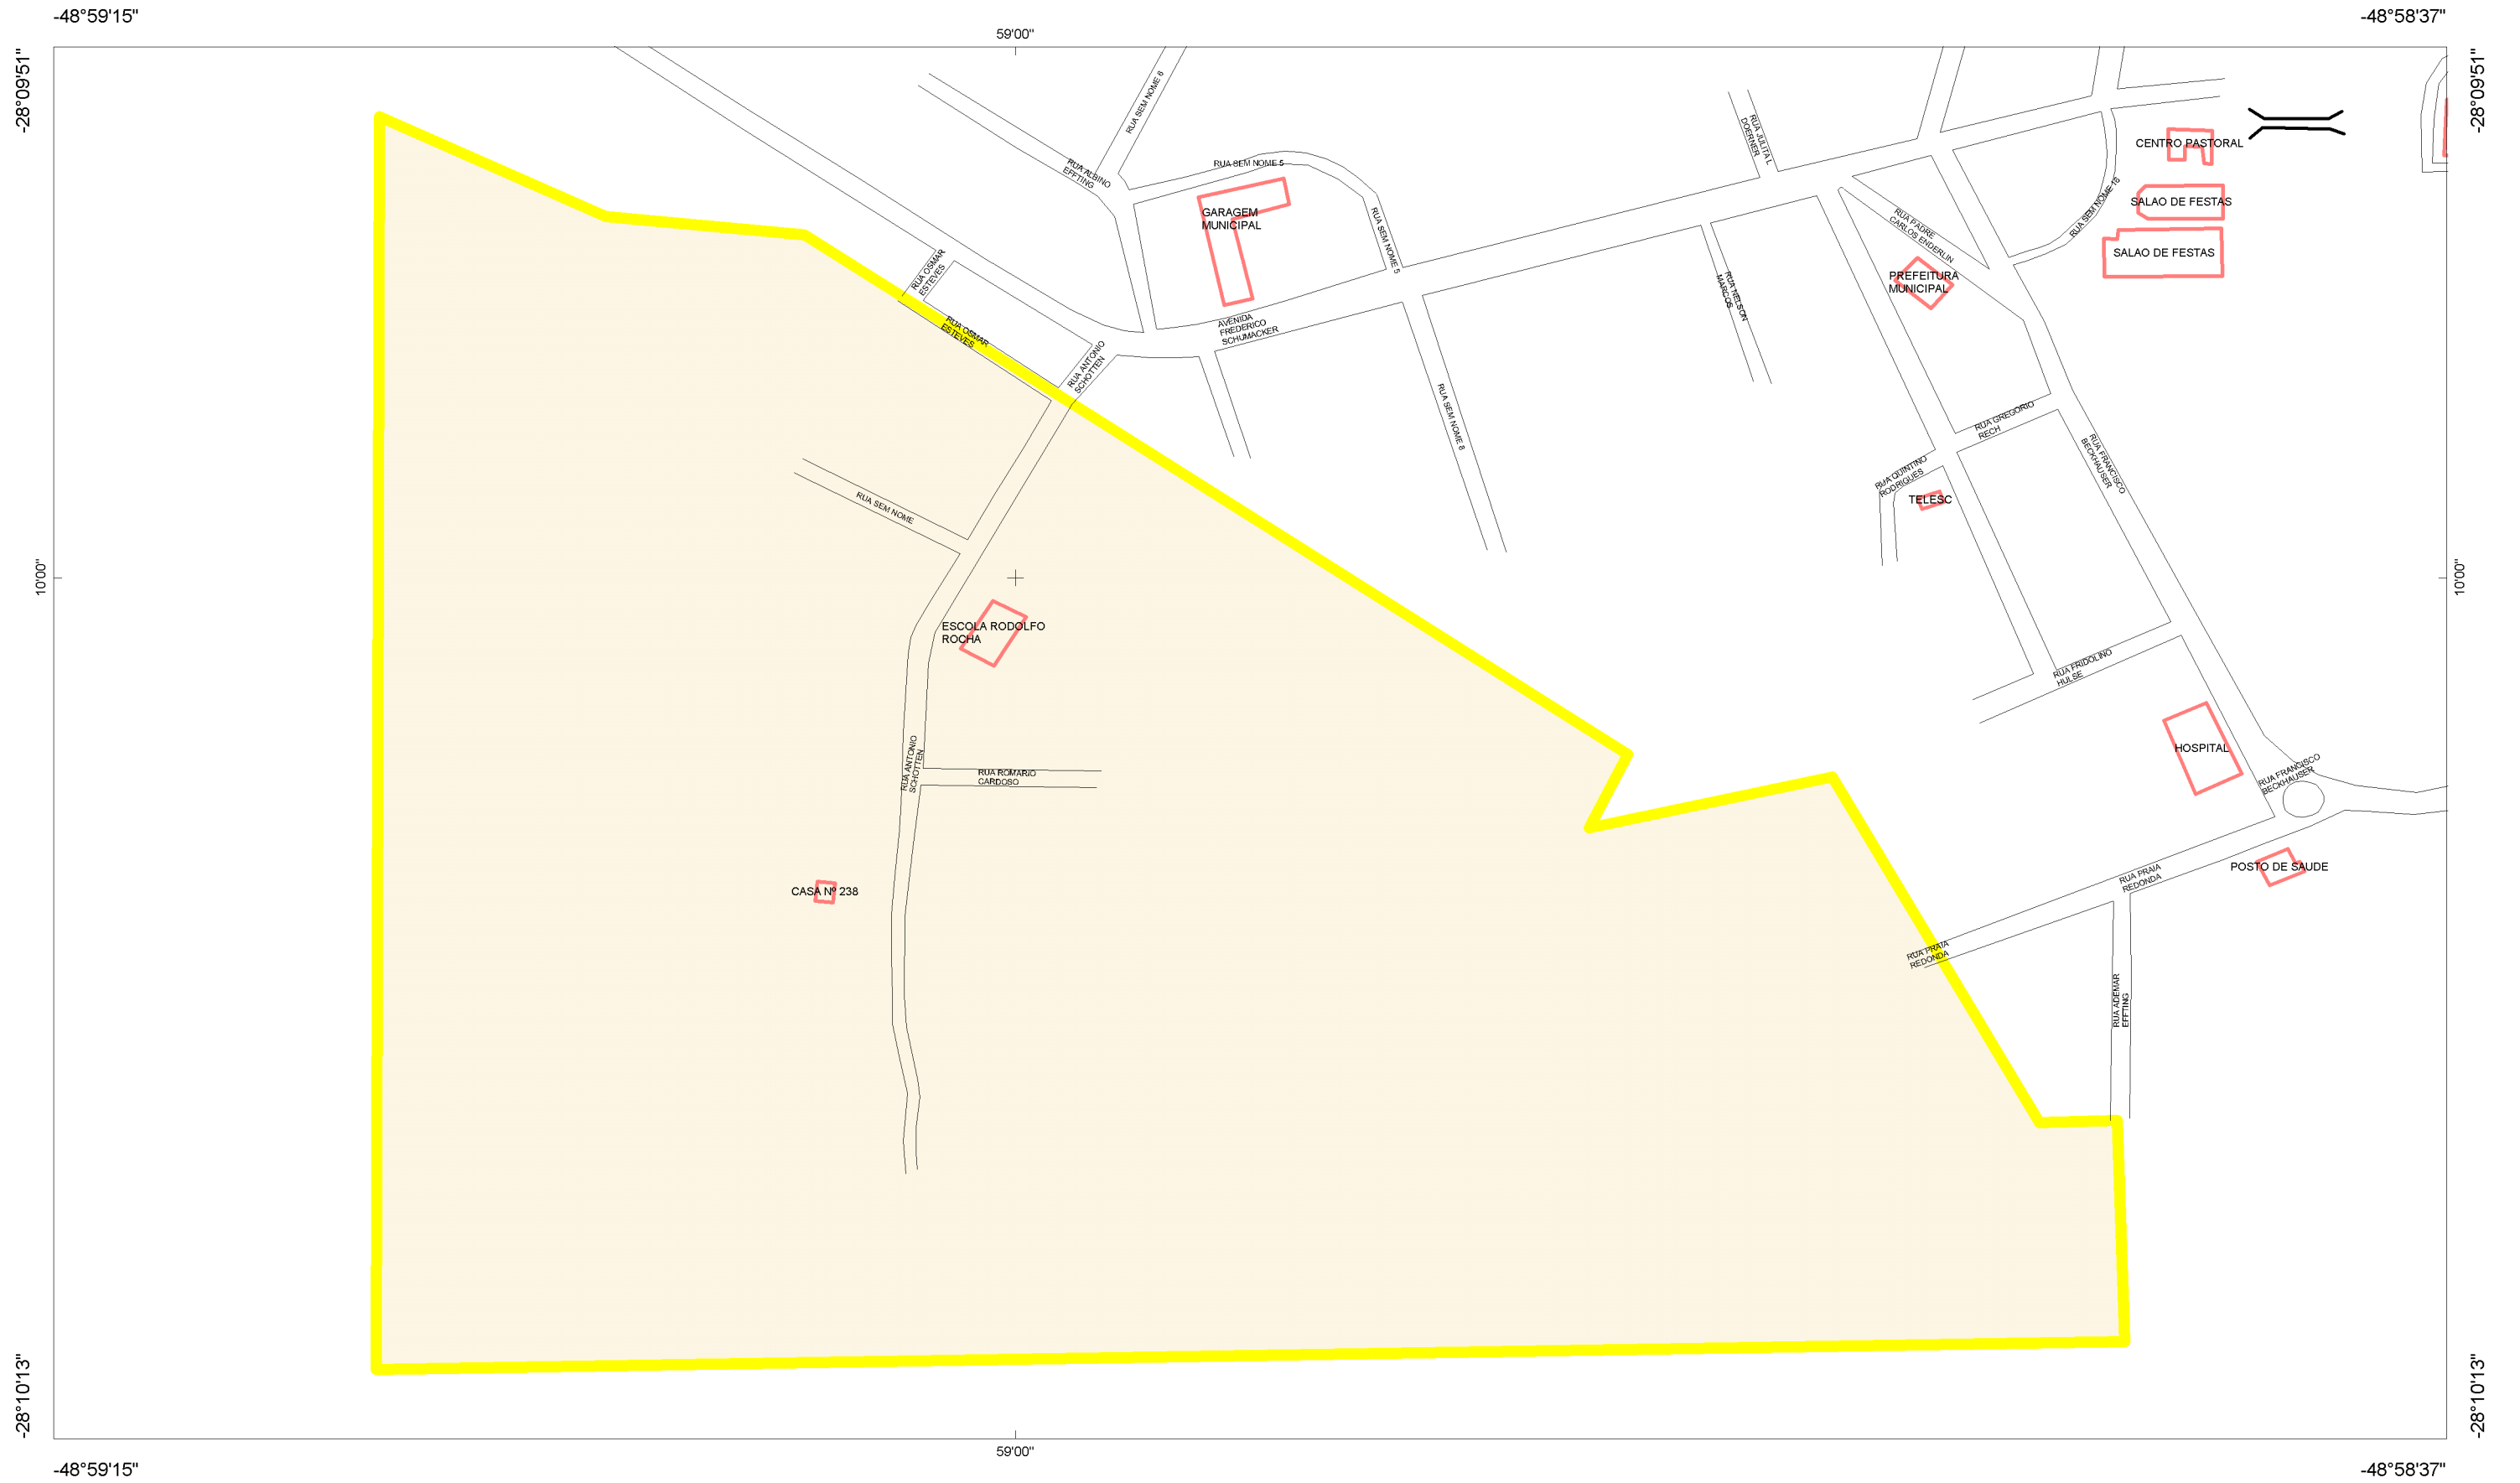 -48°59'15"
-48°58'37"
59'00"
-28°09'51"
-28°09'51"
RUA SEM NOME 6
RUA JULITA L
DOERNER
CENTRO PASTORAL
RUA ALBINO
EFFTING
RUA SEM NOME 5
SALAO DE FESTAS
RUA SEM NOME 18
GARAGEM
MUNICIPAL
RUA SEM NOME 5
RUA PADRE
CARLOS ENDERLIN
SALAO DE FESTAS
RUA OSMAR
ESTEVES
PREFEITURA
MUNICIPAL
RUA NELSON
MARCOS
RUA OSMAR
ESTEVES
AVENIDA
FREDERICO
SCHUMACKER
RUA ANTONIO
SCHOTTEN
RUA SEM NOME 8
RUA GREGORIO
RECH
RUA FRANCISCO
BECKHAUSER
RUA QUINTINO
RODRIGUES
TELESC
RUA SEM NOME
10'00"
10'00"
ESCOLA RODOLFO
ROCHA
RUA FRIDOLINO
HULSE
HOSPITAL
RUA ANTONIO
SCHOTTEN
RUA ROMARIO
CARDOSO
RUA FRANCISCO
BECKHAUSER
POSTO DE SAUDE
RUA PRAIA
REDONDA
CASA Nº 238
RUA PRAIA
REDONDA
RUA ADEMAR
EFFTING
-28°10'13"
-28°10'13"
59'00"
-48°59'15"
-48°58'37"